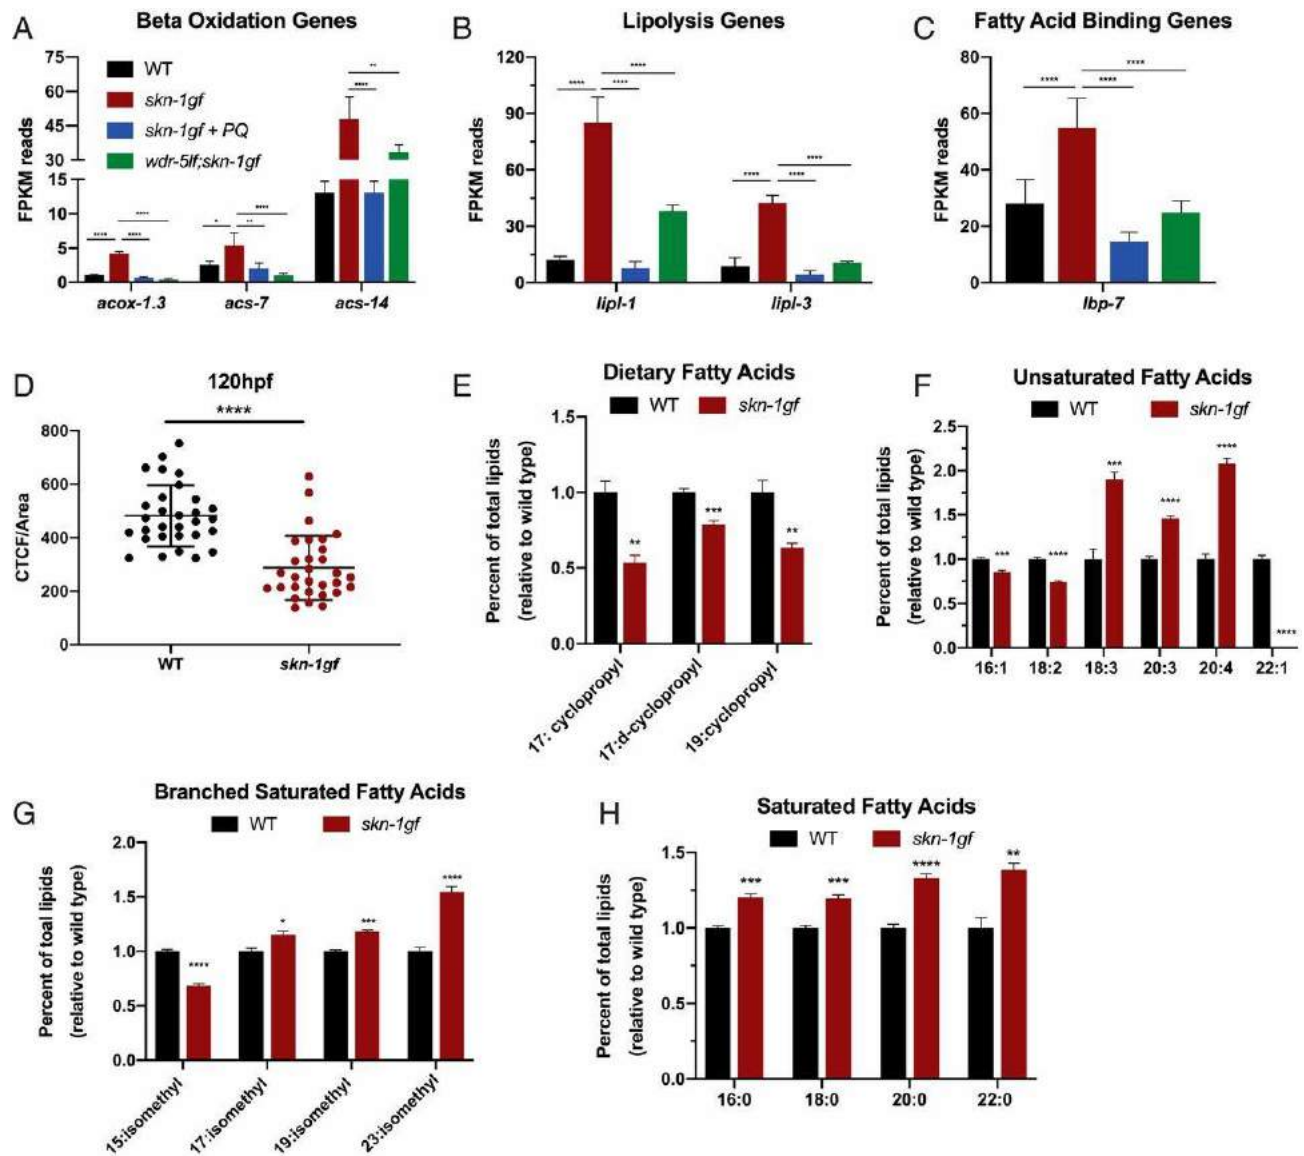 A
Beta Oxidation Genes
FPKM reads
75
60
45
30
15
10
5
0
WT
skn-1gf
skn-1gf + PQ
wdr-5lf;skn-1gf
**** **** ****
* ** ****
**** **
acox-1.3 acs-7 acs-14
B
Lipolysis Genes
FPKM reads
120
90
60
30
0
**** **** ****
**** **** ****
lipl-1 lipl-3
C
Fatty Acid Binding Genes
FPKM reads
80
60
40
20
0
**** **** ****
lbp-7
D
120hpf
****
CTCF/Area
800
600
400
200
0
WT skn-1gf
E
Dietary Fatty Acids
WT skn-1gf
Percent of total lipids
(relative to wild type)
1.5
1.0
0.5
0.0
** *** **
17: cyclopropyl
17:d-cyclopropyl
19:cyclopropyl
F
Unsaturated Fatty Acids
WT skn-1gf
Percent of total lipids
(relative to wild type)
2.5
2.0
1.5
1.0
0.5
0.0
*** **** *** **** **** ****
16:1 18:2 18:3 20:3 20:4 22:1
G
Branched Saturated Fatty Acids
WT skn-1gf
Percent of toal lipids
(relative to wild type)
2.0
1.5
1.0
0.5
0.0
**** * *** ****
15:isomethyl
17:isomethyl
19:isomethyl
23:isomethyl
H
Saturated Fatty Acids
WT skn-1gf
Percent of total lipids
(relative to wild type)
1.5
1.0
0.5
0.0
*** *** **** **
16:0 18:0 20:0 22:0